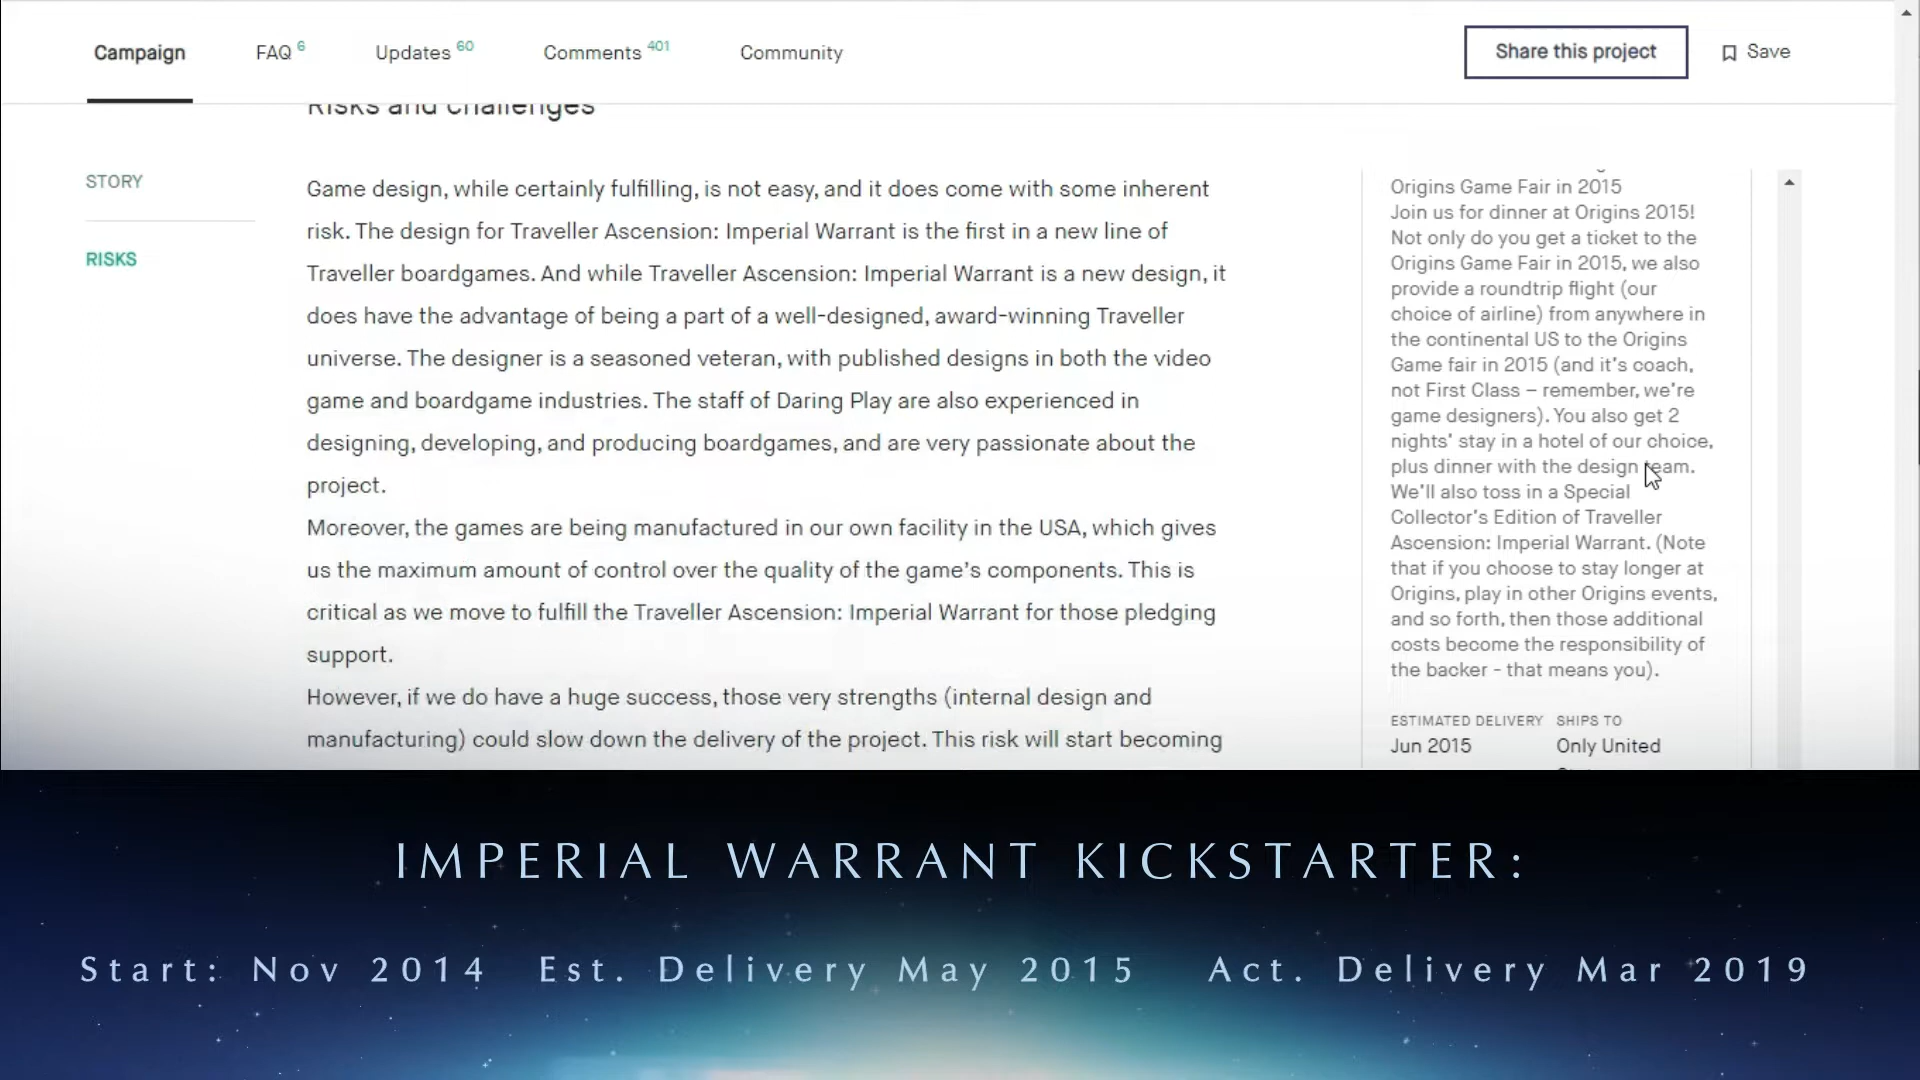 Campaign
FAQ 6
Updates 60
Comments 401
Community
Share this project
Save
Risks and challenges
STORY
RISKS
Game design, while certainly fulfilling, is not easy, and it does come with some inherent
risk. The design for Traveller Ascension: Imperial Warrant is the first in a new line of
Traveller boardgames. And while Traveller Ascension: Imperial Warrant is a new design, it
does have the advantage of being a part of a well-designed, award-winning Traveller
universe. The designer is a seasoned veteran, with published designs in both the video
game and boardgame industries. The staff of Daring Play are also experienced in
designing, developing, and producing boardgames, and are very passionate about the
project.
Moreover, the games are being manufactured in our own facility in the USA, which gives
us the maximum amount of control over the quality of the game's components. This is
critical as we move to fulfill the Traveller Ascension: Imperial Warrant for those pledging
support.
However, if we do have a huge success, those very strengths (internal design and
manufacturing) could slow down the delivery of the project. This risk will start becoming
Origins Game Fair in 2015
Join us for dinner at Origins 2015!
Not only do you get a ticket to the
Origins Game Fair in 2015, we also
provide a roundtrip flight (our
choice of airline) from anywhere in
the continental US to the Origins
Game fair in 2015 (and it's coach,
not First Class – remember, we're
game designers). You also get 2
nights' stay in a hotel of our choice,
plus dinner with the design team.
We'll also toss in a Special
Collector's Edition of Traveller
Ascension: Imperial Warrant. (Note
that if you choose to stay longer at
Origins, play in other Origins events,
and so forth, then those additional
costs become the responsibility of
the backer - that means you).
ESTIMATED DELIVERY SHIPS TO
Jun 2015 Only United
IMPERIAL WARRANT KICKSTARTER:
Start: Nov 2014 Est. Delivery May 2015 Act. Delivery Mar 2019